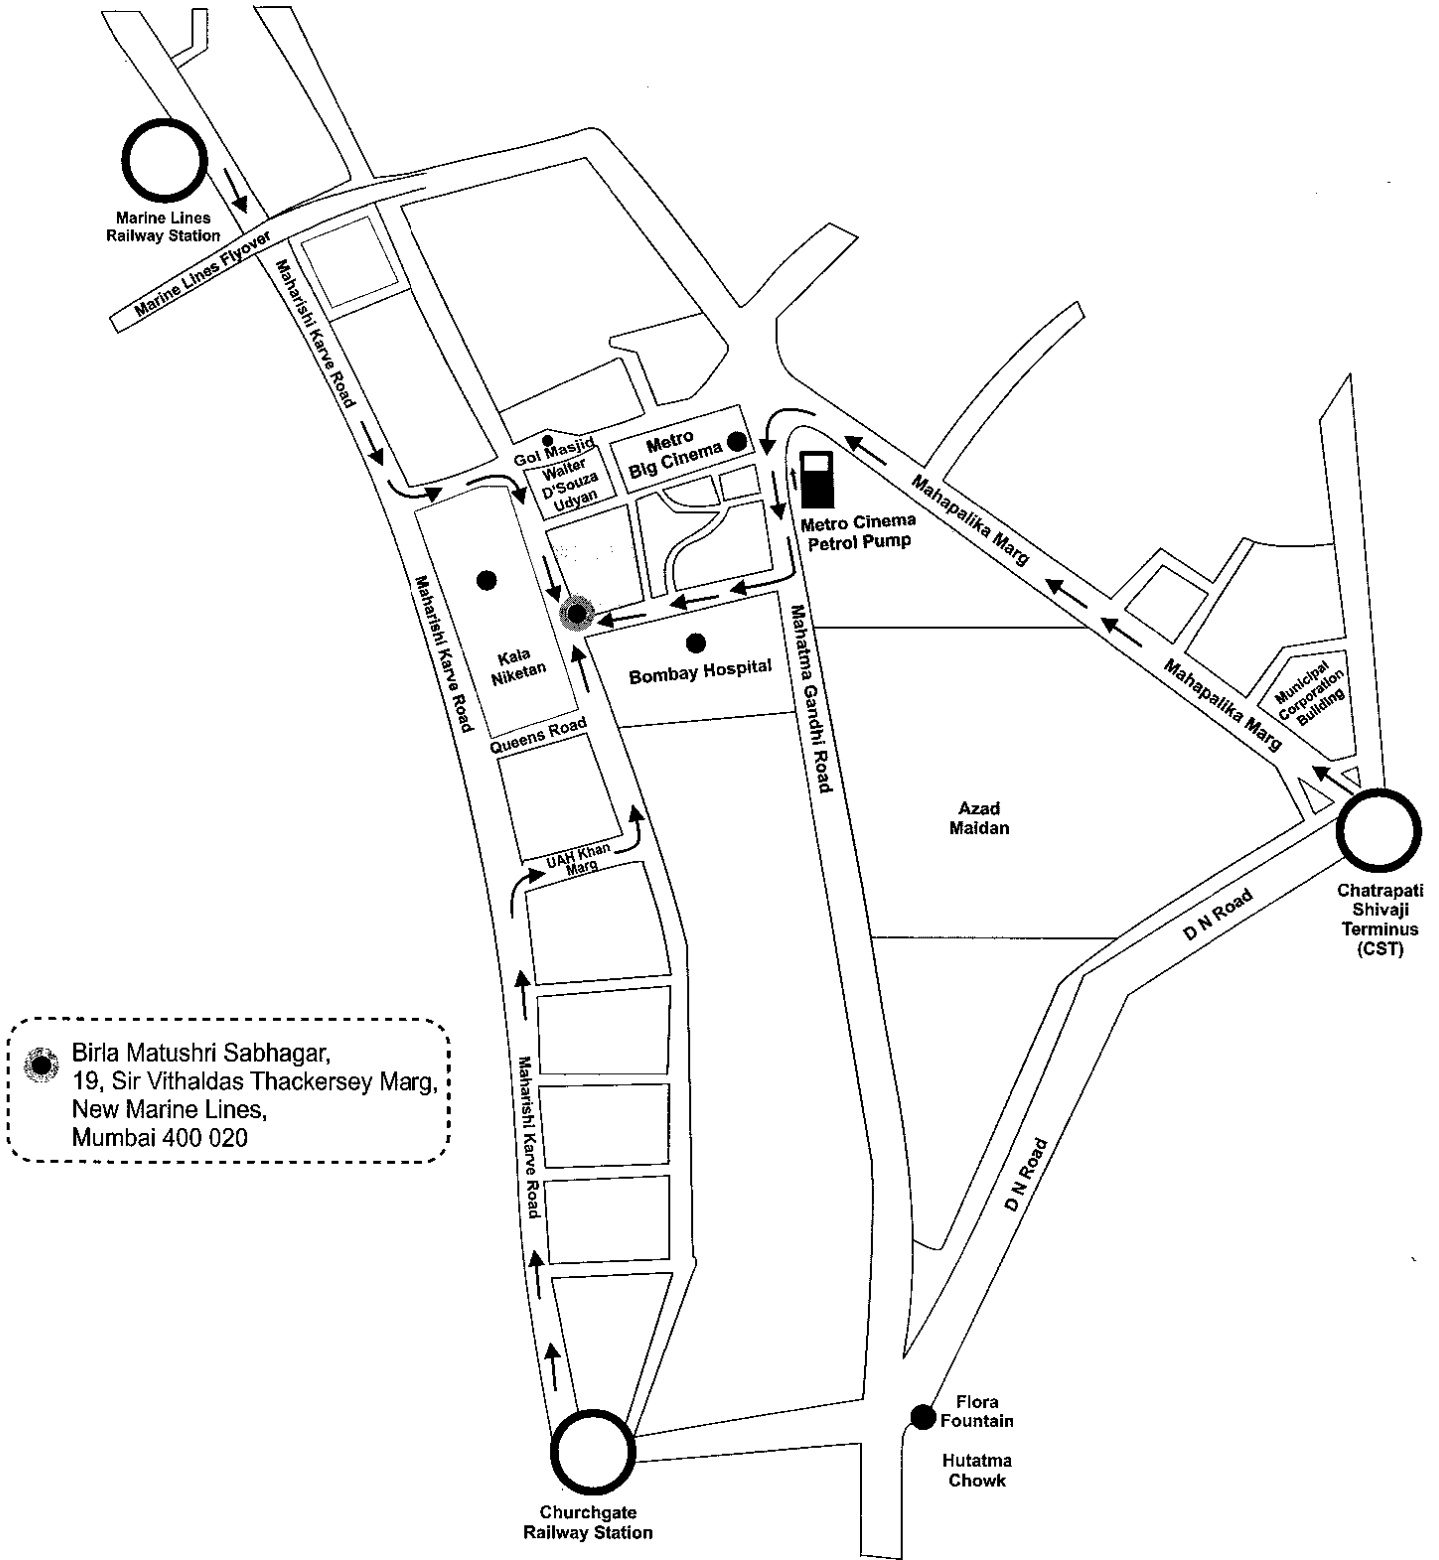 Marine Lines
Railway Station
Marine Lines Flyover
Maharishi Karve Road
Gol Masjid
Walter
D'Souza
Udyan
Metro
Big Cinema
Metro Cinema
Petrol Pump
Mahapalika Marg
Maharishi Karve Road
Kala
Niketan
Bombay Hospital
Mahatma Gandhi Road
Mahapalika Marg
Municipal
Corporation
Building
Queens Road
Azad
Maidan
UAH Khan
Marg
Chatrapati
Shivaji
Terminus
(CST)
D N Road
Birla Matushri Sabhagar,
19, Sir Vithaldas Thackersey Marg,
New Marine Lines,
Mumbai 400 020
Maharishi Karve Road
D N Road
Flora
Fountain
Hutatma
Chowk
Churchgate
Railway Station